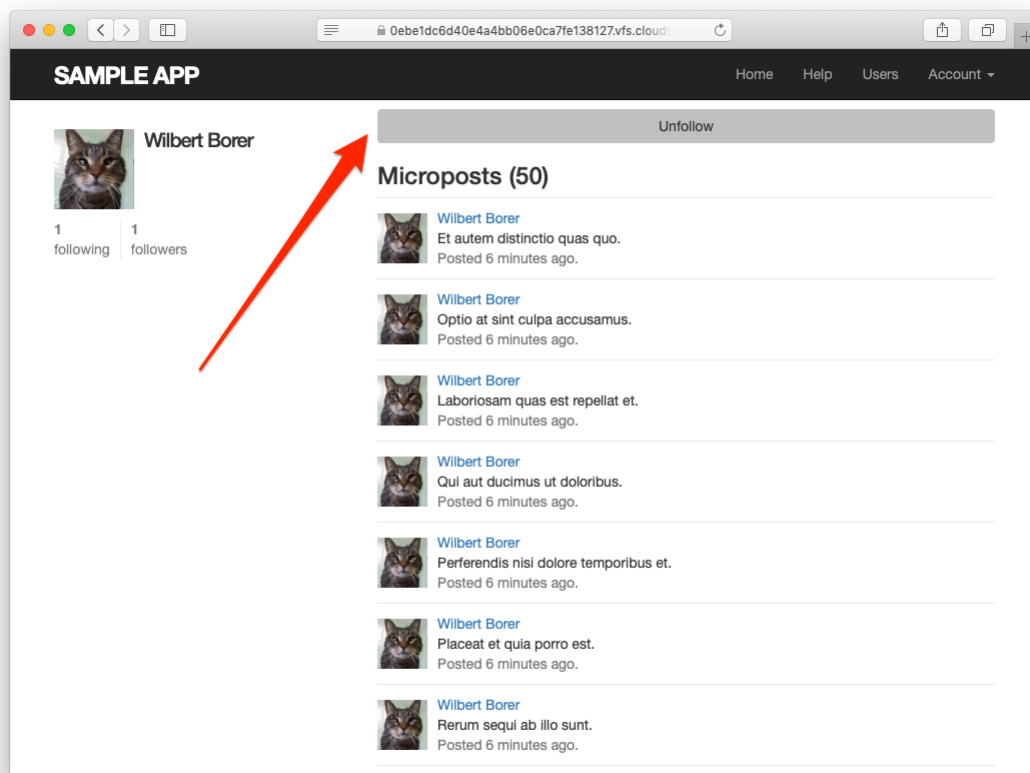 0ebe1dc6d40e4a4bb06e0ca7fe138127.vfs.cloud9
SAMPLE APP
Home Help Users Account
Wilbert Borer
1 following
1 followers
Unfollow
Microposts (50)
Wilbert Borer
Et autem distinctio quas quo.
Posted 6 minutes ago.
Wilbert Borer
Optio at sint culpa accusamus.
Posted 6 minutes ago.
Wilbert Borer
Laboriosam quas est repellat et.
Posted 6 minutes ago.
Wilbert Borer
Qui aut ducimus ut doloribus.
Posted 6 minutes ago.
Wilbert Borer
Perferendis nisi dolore temporibus et.
Posted 6 minutes ago.
Wilbert Borer
Placeat et quia porro est.
Posted 6 minutes ago.
Wilbert Borer
Rerum sequi ab illo sunt.
Posted 6 minutes ago.